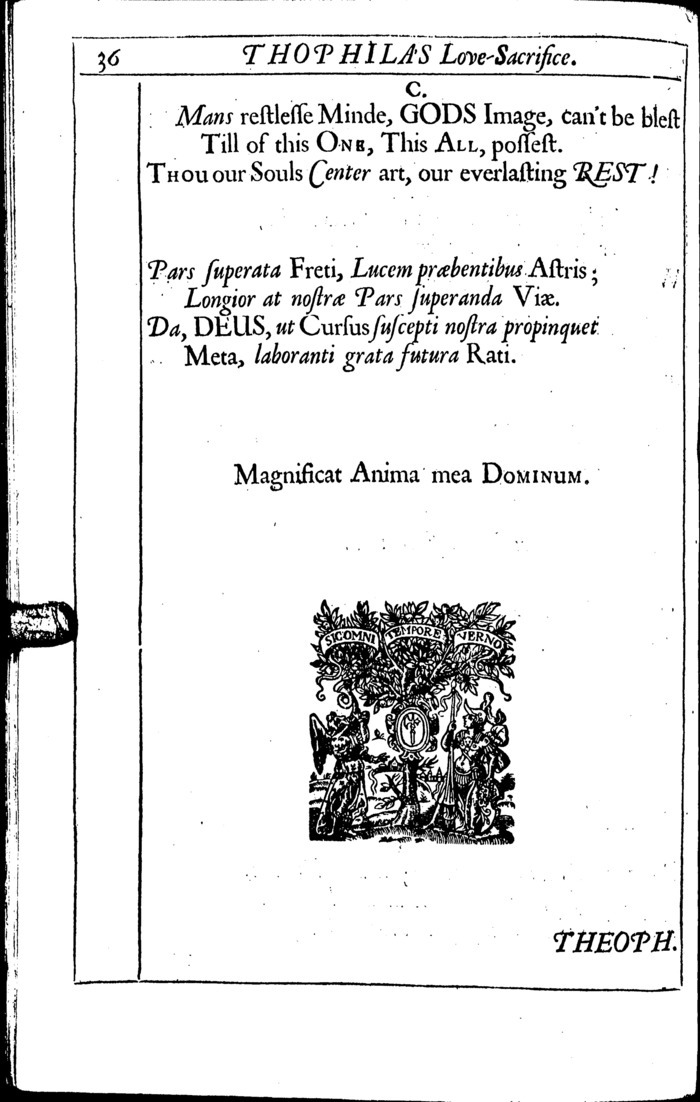 36 THOPHILA'S Love-Sacrifice.
C.
Mans reſtleſſe Minde, GODS Image, can't be bleſt
Till of this ONE, This ALL, poſſeſt.
THOU our Souls Center art, our everlaſting REST !
Pars ſuperata Freti, Lucem præbentibus Aſtris ;
Longior at noſtræ Pars ſuperanda Viæ.
Da, DEUS, ut Curſus ſuſcepti noſtra propinquet
Meta, laboranti grata futura Rati.
Magnificat Anima mea DOMINUM.
SIC OMNI TEMPORE VERNO
THEOPH.